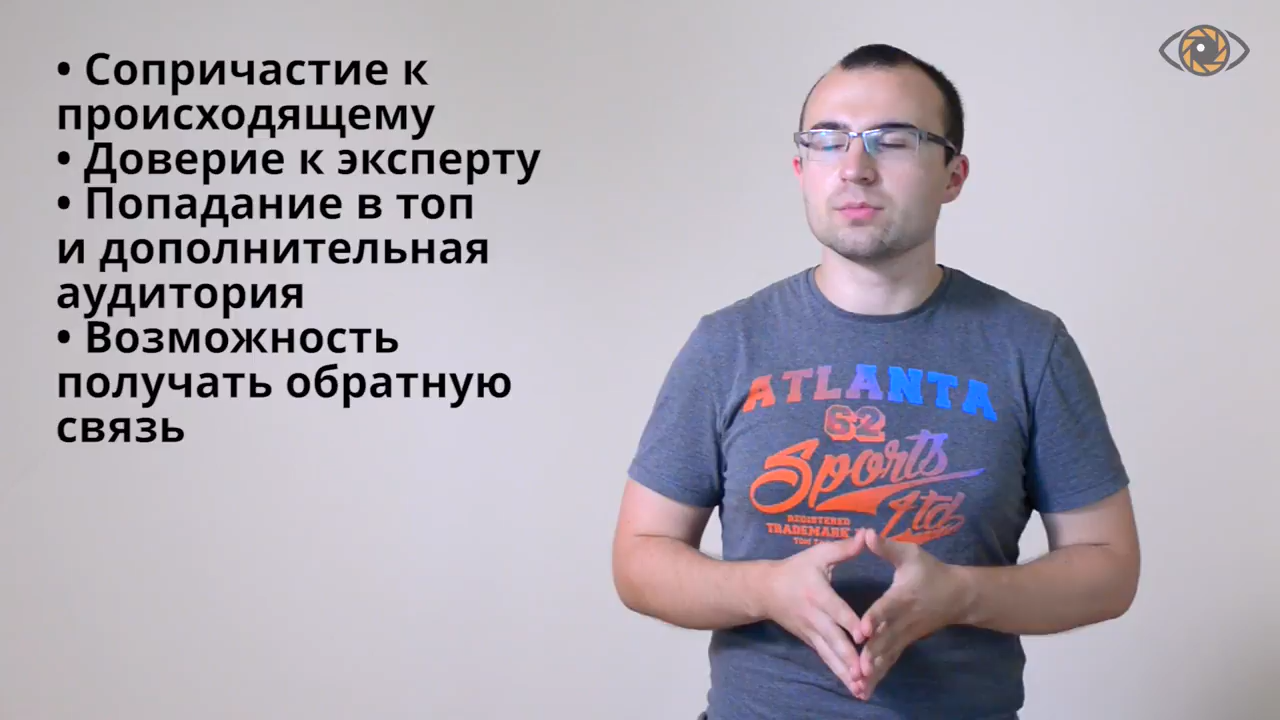 • Сопричастие к
происходящему
• Доверие к эксперту
• Попадание в топ
и дополнительная
аудитория
• Возможность
получать обратную
связь
ATLANTA
62
Sports
Ltd
REGISTERED
TRADEMARK